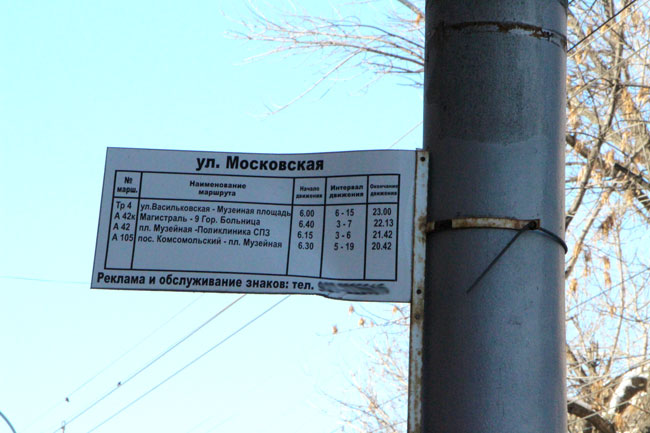 ул. Московская
№ марш. Наименование маршрута Начало движения Интервал движения Окончание движения
Тр 4 ул.Васильковская - Музейная площадь 6.00 6 - 15 23.00
А 42к Магистраль - 9 Гор. Больница 6.40 3 - 7 22.13
А 42 пл. Музейная -Поликлиника СПЗ 6.15 3 - 6 21.42
А 105 пос. Комсомольский - пл. Музейная 6.30 5 - 19 20.42
Реклама и обслуживание знаков: тел.